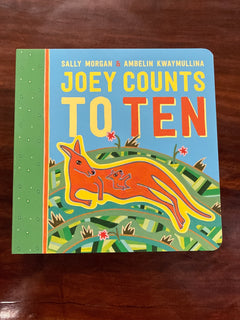 SALLY MORGAN & AMBELIN KWAYMULLINA
JOEY COUNTS
TO TEN